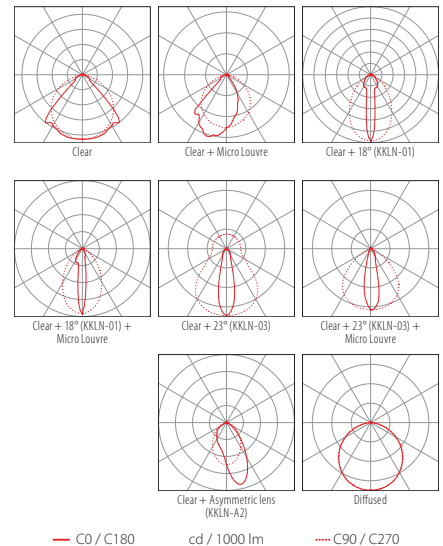 Clear
Clear + Micro Louvre
Clear + 18° (KKLN-01)
Clear + 18° (KKLN-01) +
Micro Louvre
Clear + 23° (KKLN-03)
Clear + 23° (KKLN-03) +
Micro Louvre
Clear + Asymmetric lens
(KKLN-A2)
Diffused
C0 / C180 cd / 1000 lm C90 / C270